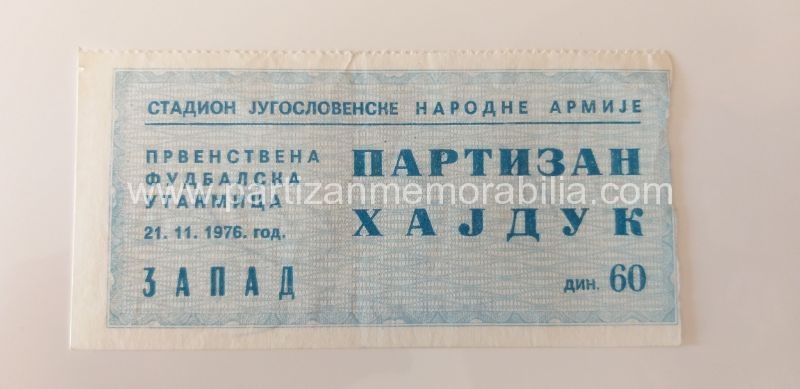 СТАДИОН ЈУГОСЛОВЕНСКЕ НАРОДНЕ АРМИЈЕ
ПРВЕНСТВЕНА
ФУДБАЛСКА
УТАКМИЦА
21. 11. 1976. год.
ЗАПАД
ПАРТИЗАН
ХАЈДУК
ДИН. 60
www.partizanmemorabilia.com